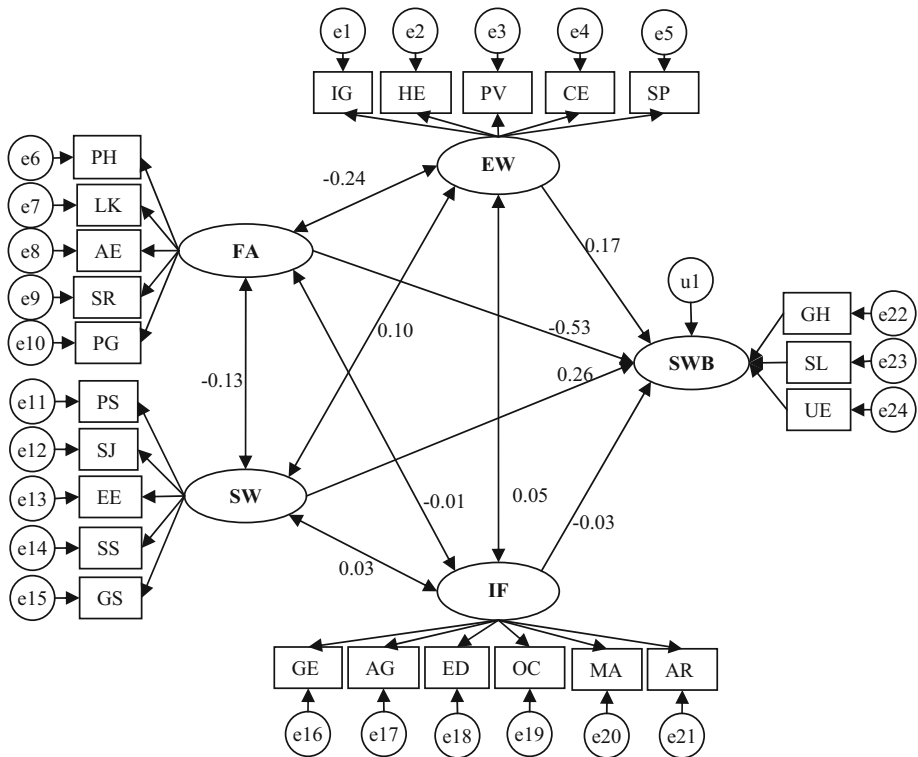 e1 e2 e3 e4 e5
IG HE PV CE SP
e6 PH
e7 LK
e8 AE
e9 SR
e10 PG
-0.24
EW
FA
0.17
u1
GH e22
SL e23
UE e24
0.10
-0.53
SWB
-0.13
0.26
e11 PS
e12 SJ
e13 EE
e14 SS
e15 GS
SW
-0.01
0.05
-0.03
0.03
IF
GE AG ED OC MA AR
e16 e17 e18 e19 e20 e21